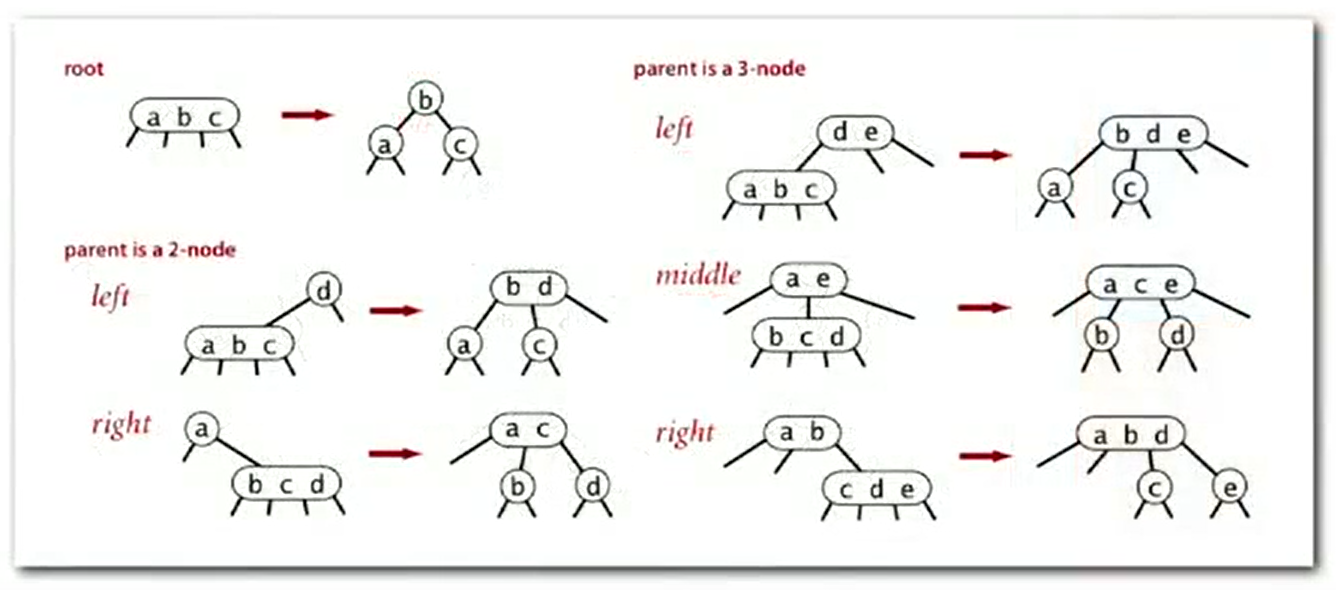 root
a b c
b
a c
parent is a 2-node
left
d
a b c
b d
a c
right
a
b c d
a c
b d
parent is a 3-node
left
d e
a b c
b d e
a c
middle
a e
b c d
a c e
b d
right
a b
c d e
a b d
c e